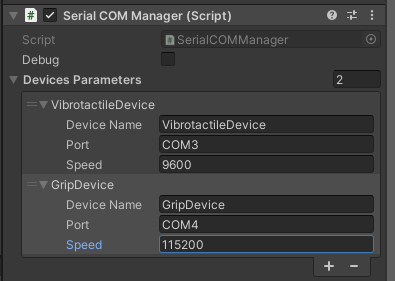 Serial COM Manager (Script)
Script SerialCOMManager
Debug
Devices Parameters 2
VibrotactileDevice
Device Name VibrotactileDevice
Port COM3
Speed 9600
GripDevice
Device Name GripDevice
Port COM4
Speed 115200
+ −